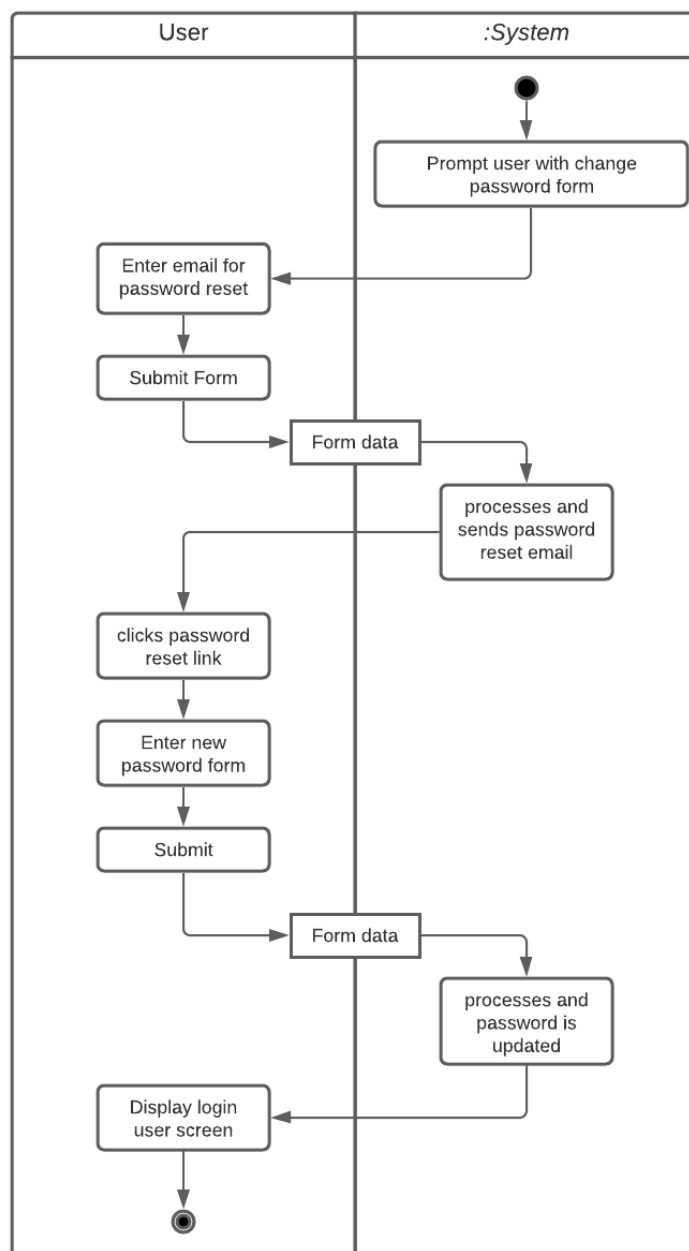 User
:System
Prompt user with change
password form
Enter email for
password reset
Submit Form
Form data
processes and
sends password
reset email
clicks password
reset link
Enter new
password form
Submit
Form data
processes and
password is
updated
Display login
user screen